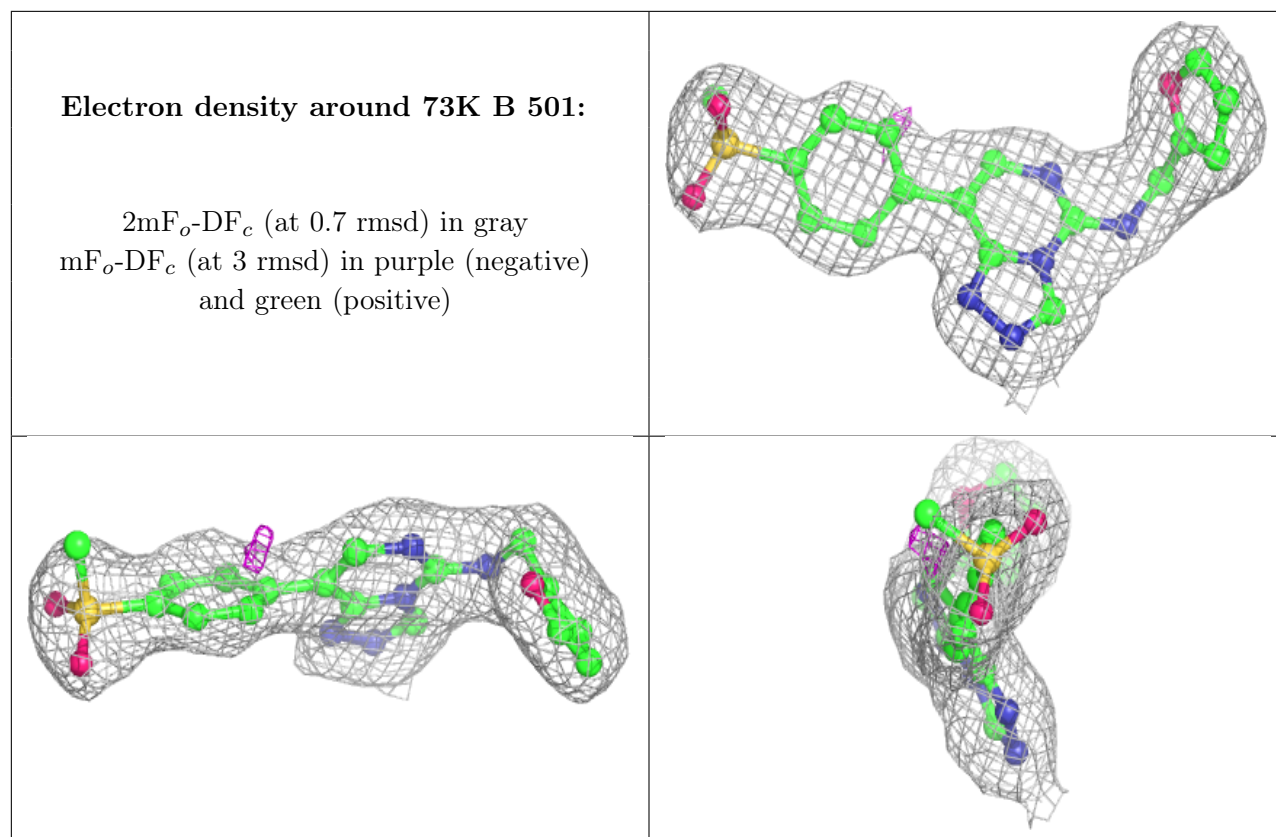 Electron density around 73K B 501:
2mFₒ-DF𝒸 (at 0.7 rmsd) in gray
mFₒ-DF𝒸 (at 3 rmsd) in purple (negative)
and green (positive)